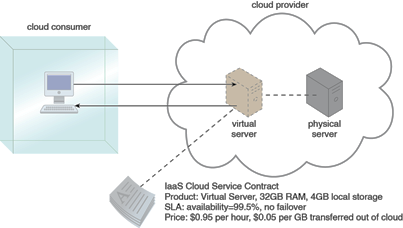 cloud provider
cloud consumer
virtual
server
physical
server
IaaS Cloud Service Contract
Product: Virtual Server, 32GB RAM, 4GB local storage
SLA: availability=99.5%, no failover
Price: $0.95 per hour, $0.05 per GB transferred out of cloud